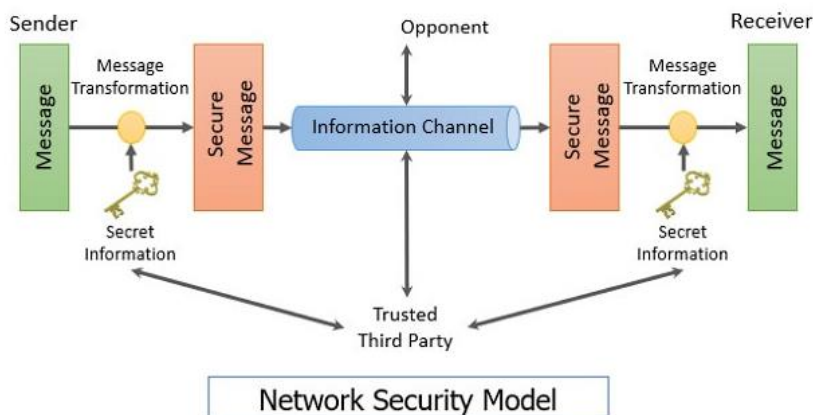 Sender
Opponent
Receiver
Message
Transformation
Message
Transformation
Message
Secure
Message
Information Channel
Secure
Message
Message
Secret
Information
Secret
Information
Trusted
Third Party
Network Security Model